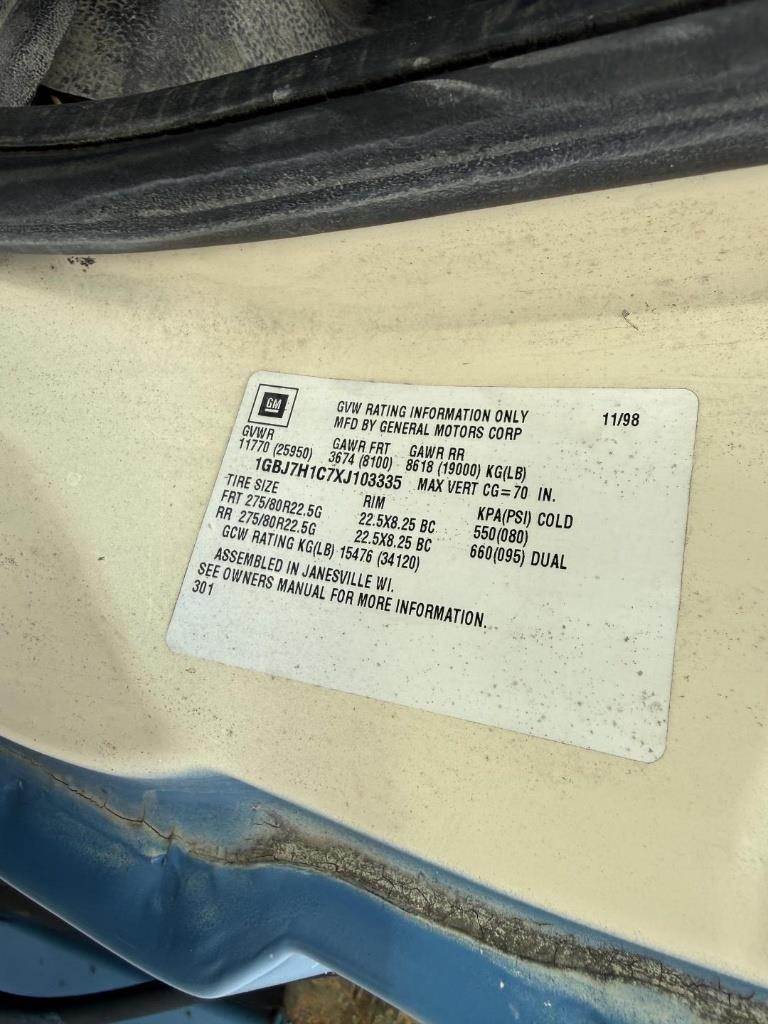 GM
GVW RATING INFORMATION ONLY 11/98
MFD BY GENERAL MOTORS CORP
GVWR GAWR FRT GAWR RR
11770 (25950) 3674 (8100) 8618 (19000) KG(LB)
1GBJ7H1C7XJ103335 MAX VERT CG=70 IN.
TIRE SIZE RIM KPA(PSI) COLD
FRT 275/80R22.5G 22.5X8.25 BC 550(080)
RR 275/80R22.5G 22.5X8.25 BC 660(095) DUAL
GCW RATING KG(LB) 15476 (34120)
ASSEMBLED IN JANESVILLE WI.
SEE OWNERS MANUAL FOR MORE INFORMATION.
301